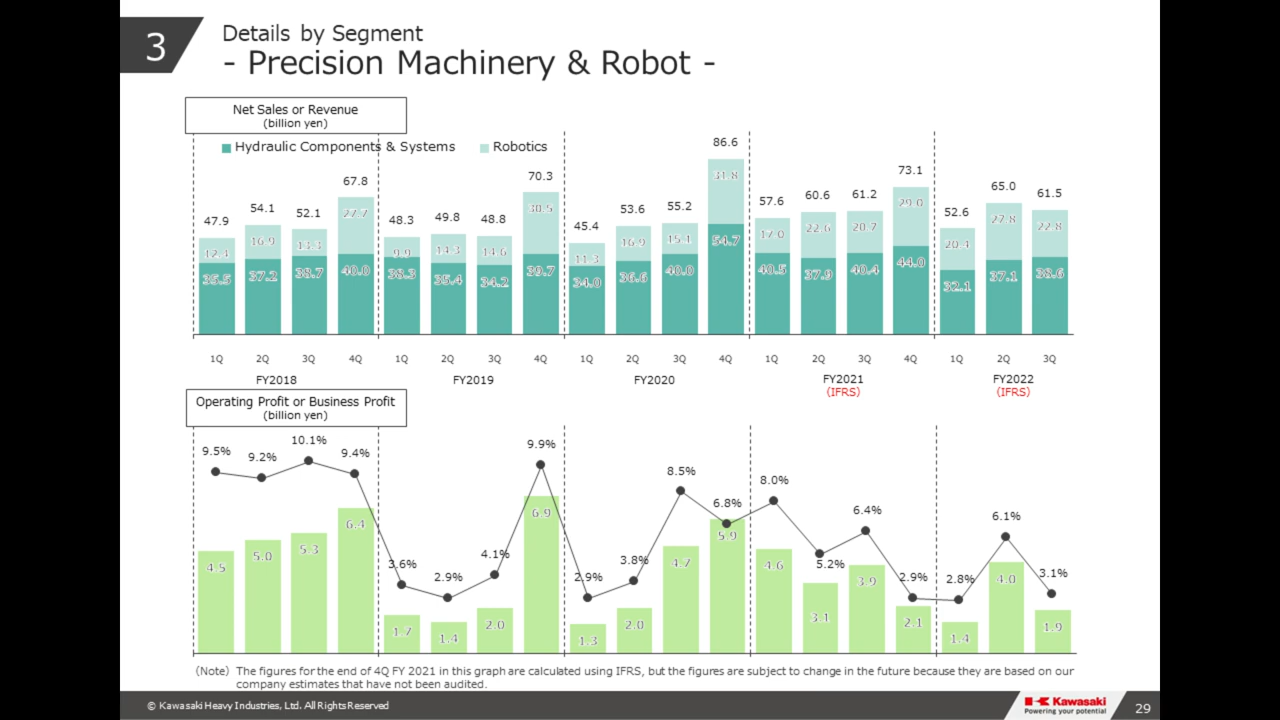 3
Details by Segment
- Precision Machinery & Robot -
Net Sales or Revenue
(billion yen)
Hydraulic Components & Systems
Robotics
47.9 54.1 52.1 67.8 48.3 49.8 48.8 70.3 45.4 53.6 55.2 86.6 57.6 60.6 61.2 73.1 52.6 65.0 61.5
12.4 16.9 13.3 27.7 9.9 14.3 14.6 30.5 11.3 16.9 15.1 31.8 17.0 22.6 20.7 29.0 20.4 27.8 22.8
35.5 37.2 38.7 40.0 38.3 35.4 34.2 39.7 34.0 36.6 40.0 54.7 40.5 37.9 40.4 44.0 32.1 37.1 38.6
1Q 2Q 3Q 4Q 1Q 2Q 3Q 4Q 1Q 2Q 3Q 4Q 1Q 2Q 3Q 4Q 1Q 2Q 3Q
FY2018 FY2019 FY2020 FY2021 FY2022
(IFRS) (IFRS)
Operating Profit or Business Profit
(billion yen)
9.5% 9.2% 10.1% 9.4% 3.6% 2.9% 4.1% 9.9% 2.9% 3.8% 8.5% 6.8% 8.0% 5.2% 6.4% 2.9% 2.8% 6.1% 3.1%
4.5 5.0 5.3 6.4 1.7 1.4 2.0 6.9 1.3 2.0 4.7 5.9 4.6 3.1 3.9 2.1 1.4 4.0 1.9
(Note) The figures for the end of 4Q FY 2021 in this graph are calculated using IFRS, but the figures are subject to change in the future because they are based on our
company estimates that have not been audited.
© Kawasaki Heavy Industries, Ltd. All Rights Reserved
Kawasaki
Powering your potential
29